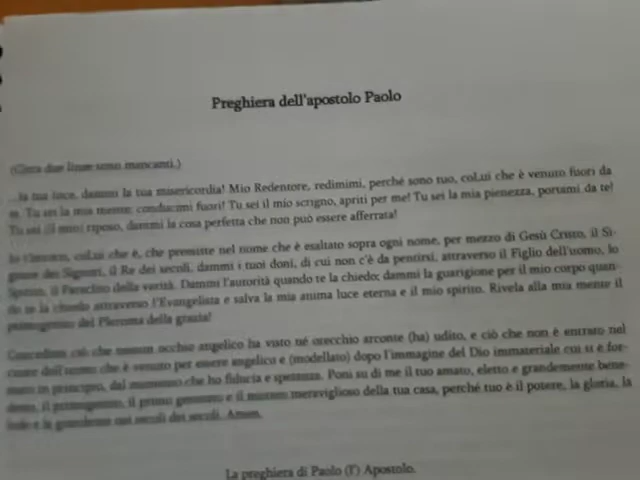 Preghiera dell'apostolo Paolo
(Circa due linee sono mancanti.)
...la tua luce, dammi la tua misericordia! Mio Redentore, redimimi, perché sono tuo, coLui che è venuto fuori da
te. Tu sei la mia mente; conducimi fuori! Tu sei il mio scrigno, apriti per me! Tu sei la mia pienezza, portami da te!
Tu sei (il mio) riposo, dammi la cosa perfetta che non può essere afferrata!
Io t'invoco, coLui che è, che preesiste nel nome che è esaltato sopra ogni nome, per mezzo di Gesù Cristo, il Si-
gnore dei Signori, il Re dei secoli, dammi i tuoi doni, di cui non c'è da pentirsi, attraverso il Figlio dell'uomo, lo
Spirito, il Paraclito della verità. Dammi l'autorità quando te la chiedo; dammi la guarigione per il mio corpo quan-
do te la chiedo attraverso l'Evangelista e salva la mia anima luce eterna e il mio spirito. Rivela alla mia mente il
primogenito del Pleroma della grazia!
Concedimi ciò che nessun occhio angelico ha visto né orecchio arconte (ha) udito, e ciò che non è entrato nel
cuore dell'uomo che è venuto per essere angelico e (modellato) dopo l'immagine del Dio immateriale cui si è for-
mato in principio, dal momento che ho fiducia e speranza. Poni su di me il tuo amato, eletto e grandemente bene-
detto, il primogenito, il primo generato e il mistero meraviglioso della tua casa, perché tuo è il potere, la gloria, la
lode e la grandezza nei secoli dei secoli. Amen.
La preghiera di Paolo (l') Apostolo.